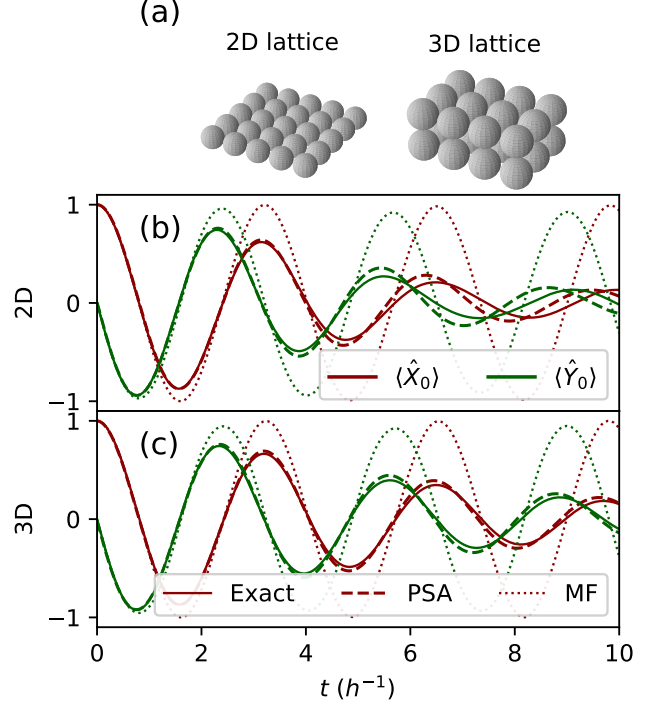 (a)
2D lattice
3D lattice
(b)
1
0
−1
2D
⟨X̂₀⟩
⟨Ŷ₀⟩
(c)
1
0
−1
3D
Exact
PSA
MF
0
2
4
6
8
10
t (h⁻¹)